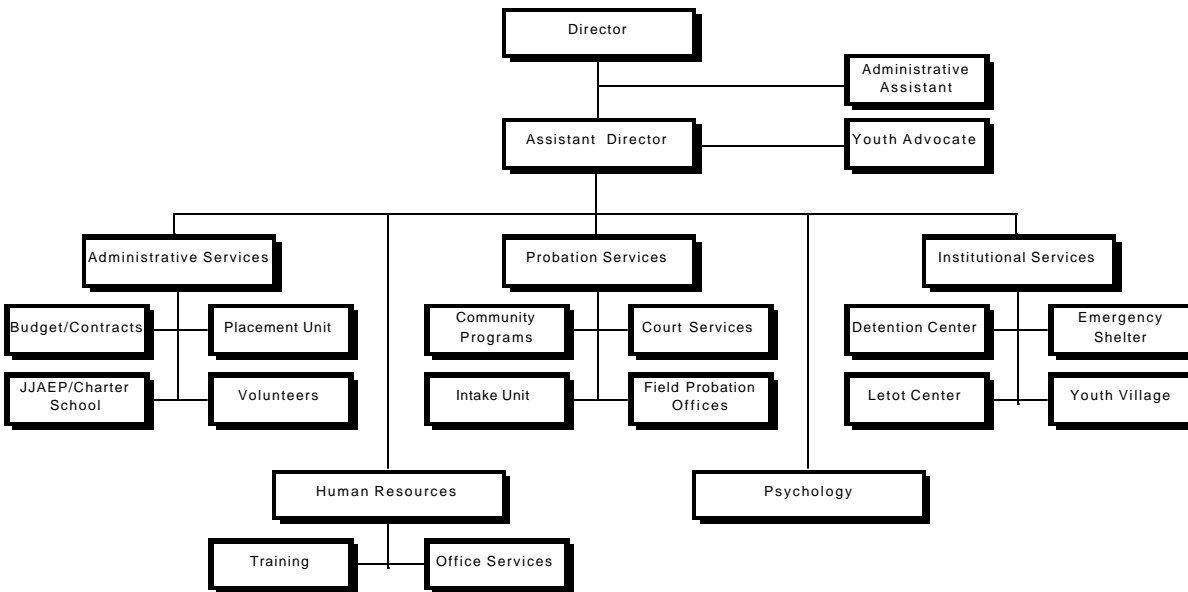 Director
Administrative
Assistant
Assistant Director
Youth Advocate
Administrative Services
Probation Services
Institutional Services
Budget/Contracts
Placement Unit
Community
Programs
Court Services
Detention Center
Emergency
Shelter
JJAEP/Charter
School
Volunteers
Intake Unit
Field Probation
Offices
Letot Center
Youth Village
Human Resources
Psychology
Training
Office Services